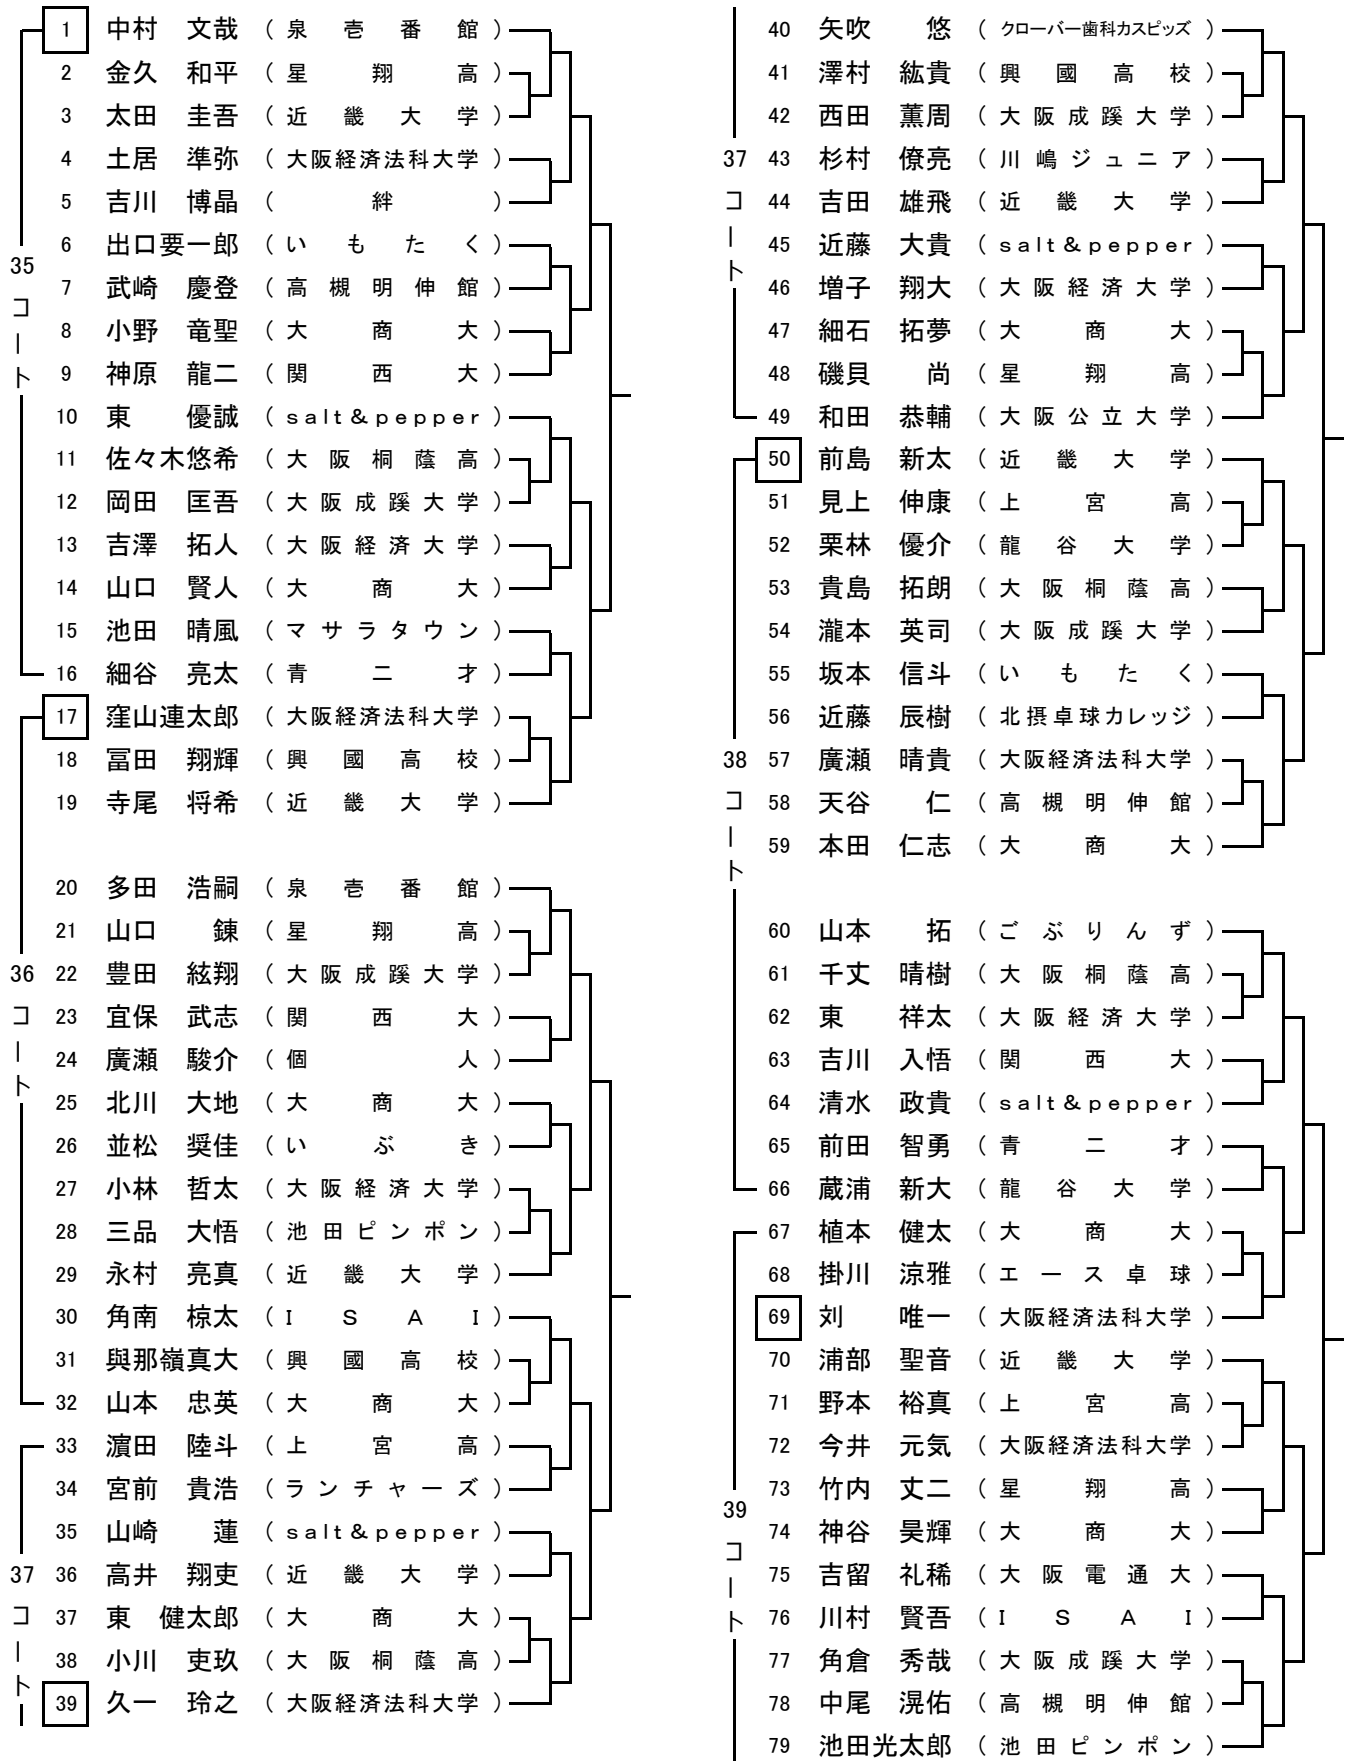 1 中村 文哉 （泉壱番館）
2 金久 和平 （星翔高）
3 太田 圭吾 （近畿大学）
4 土居 準弥 （大阪経済法科大学）
5 吉川 博晶 （絆）
6 出口要一郎 （いもたく）
7 武崎 慶登 （高槻明伸館）
8 小野 竜聖 （大商大）
9 神原 龍二 （関西大）
10 東 優誠 （salt&pepper）
11 佐々木悠希 （大阪桐蔭高）
12 岡田 匡吾 （大阪成蹊大学）
13 吉澤 拓人 （大阪経済大学）
14 山口 賢人 （大商大）
15 池田 晴風 （マサラタウン）
16 細谷 亮太 （青二才）
35コート
17 窪山連太郎 （大阪経済法科大学）
18 冨田 翔輝 （興國高校）
19 寺尾 将希 （近畿大学）
20 多田 浩嗣 （泉壱番館）
21 山口 錬 （星翔高）
22 豊田 絃翔 （大阪成蹊大学）
23 宜保 武志 （関西大）
24 廣瀬 駿介 （個人）
25 北川 大地 （大商大）
26 並松 奨佳 （いぶき）
27 小林 哲太 （大阪経済大学）
28 三品 大悟 （池田ピンポン）
29 永村 亮真 （近畿大学）
30 角南 椋太 （ISAI）
31 與那嶺真大 （興國高校）
32 山本 忠英 （大商大）
36コート
33 濵田 陸斗 （上宮高）
34 宮前 貴浩 （ランチャーズ）
35 山崎 蓮 （salt&pepper）
36 高井 翔吏 （近畿大学）
37 東 健太郎 （大商大）
38 小川 吏玖 （大阪桐蔭高）
39 久一 玲之 （大阪経済法科大学）
37コート
40 矢吹 悠 （クローバー歯科カスピッズ）
41 澤村 紘貴 （興國高校）
42 西田 薫周 （大阪成蹊大学）
43 杉村 僚亮 （川嶋ジュニア）
44 吉田 雄飛 （近畿大学）
45 近藤 大貴 （salt&pepper）
46 増子 翔大 （大阪経済大学）
47 細石 拓夢 （大商大）
48 磯貝 尚 （星翔高）
49 和田 恭輔 （大阪公立大学）
37コート
50 前島 新太 （近畿大学）
51 見上 伸康 （上宮高）
52 栗林 優介 （龍谷大学）
53 貴島 拓朗 （大阪桐蔭高）
54 瀧本 英司 （大阪成蹊大学）
55 坂本 信斗 （いもたく）
56 近藤 辰樹 （北摂卓球カレッジ）
57 廣瀬 晴貴 （大阪経済法科大学）
58 天谷 仁 （高槻明伸館）
59 本田 仁志 （大商大）
60 山本 拓 （ごぶりんず）
61 千丈 晴樹 （大阪桐蔭高）
62 東 祥太 （大阪経済大学）
63 吉川 入悟 （関西大）
64 清水 政貴 （salt&pepper）
65 前田 智勇 （青二才）
66 蔵浦 新大 （龍谷大学）
38コート
67 植本 健太 （大商大）
68 掛川 涼雅 （エース卓球）
69 刘 唯一 （大阪経済法科大学）
70 浦部 聖音 （近畿大学）
71 野本 裕真 （上宮高）
72 今井 元気 （大阪経済法科大学）
73 竹内 丈二 （星翔高）
74 神谷 昊輝 （大商大）
75 吉留 礼稀 （大阪電通大）
76 川村 賢吾 （ISAI）
77 角倉 秀哉 （大阪成蹊大学）
78 中尾 滉佑 （高槻明伸館）
79 池田光太郎 （池田ピンポン）
39コート